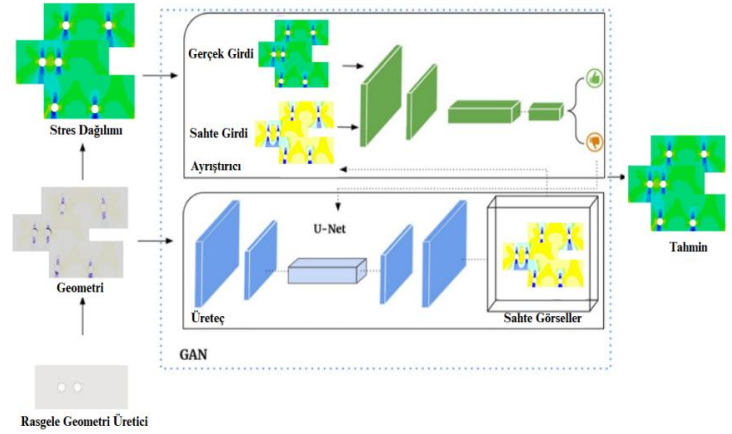 Gerçek Girdi
Stres Dağılımı
Sahte Girdi
Ayrıştırıcı
U-Net
Tahmin
Geometri
Üreteç
Sahte Görseller
GAN
Rasgele Geometri Üretici